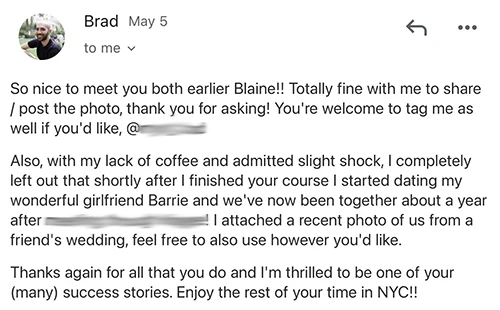 Brad May 5
to me
So nice to meet you both earlier Blaine!! Totally fine with me to share
/ post the photo, thank you for asking! You're welcome to tag me as
well if you'd like, @
Also, with my lack of coffee and admitted slight shock, I completely
left out that shortly after I finished your course I started dating my
wonderful girlfriend Barrie and we've now been together about a year
after ! I attached a recent photo of us from a
friend's wedding, feel free to also use however you'd like.
Thanks again for all that you do and I'm thrilled to be one of your
(many) success stories. Enjoy the rest of your time in NYC!!